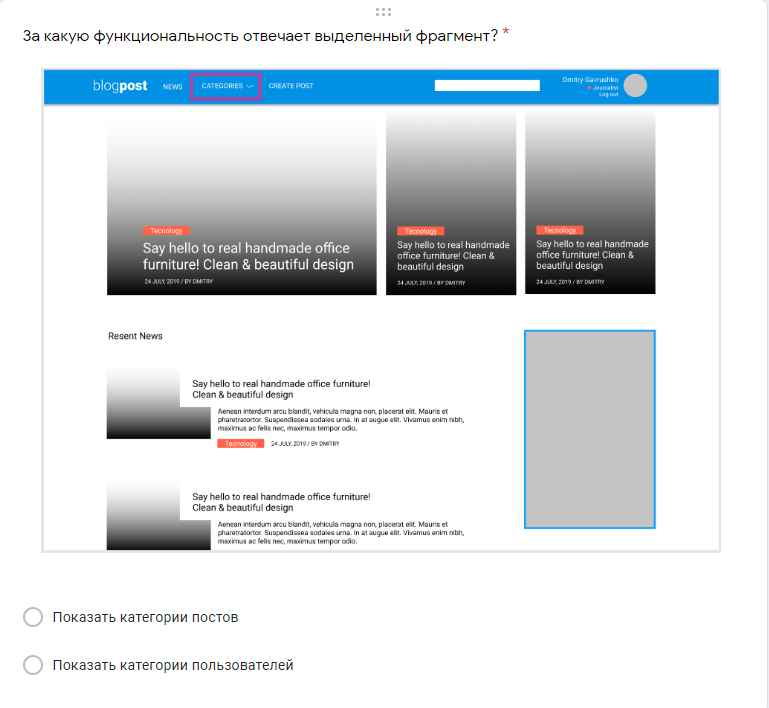 За какую функциональность отвечает выделенный фрагмент? *
blogpost NEWS CATEGORIES CREATE POST
Dmitry Gavrushko
Journalist
Log out
Tecnology
Say hello to real handmade office
furniture! Clean & beautiful design
24 JULY, 2019 / BY DMITRY
Tecnology
Say hello to real handmade
office furniture! Clean &
beautiful design
24 JULY, 2019 / BY DMITRY
Tecnology
Say hello to real handmade
office furniture! Clean &
beautiful design
24 JULY, 2019 / BY DMITRY
Resent News
Say hello to real handmade office furniture!
Clean & beautiful design
Aenean interdum arcu blandit, vehicula magna non, placerat elit. Mauris et
pharetratortor. Suspendissea sodales urna. In at augue elit. Vivamus enim nibh,
maximus ac felis nec, maximus tempor odio.
Tecnology 24 JULY, 2019 / BY DMITRY
Say hello to real handmade office furniture!
Clean & beautiful design
Aenean interdum arcu blandit, vehicula magna non, placerat elit. Mauris et
pharetratortor. Suspendissea sodales urna. In at augue elit. Vivamus enim nibh,
maximus ac felis nec, maximus tempor odio.
Показать категории постов
Показать категории пользователей